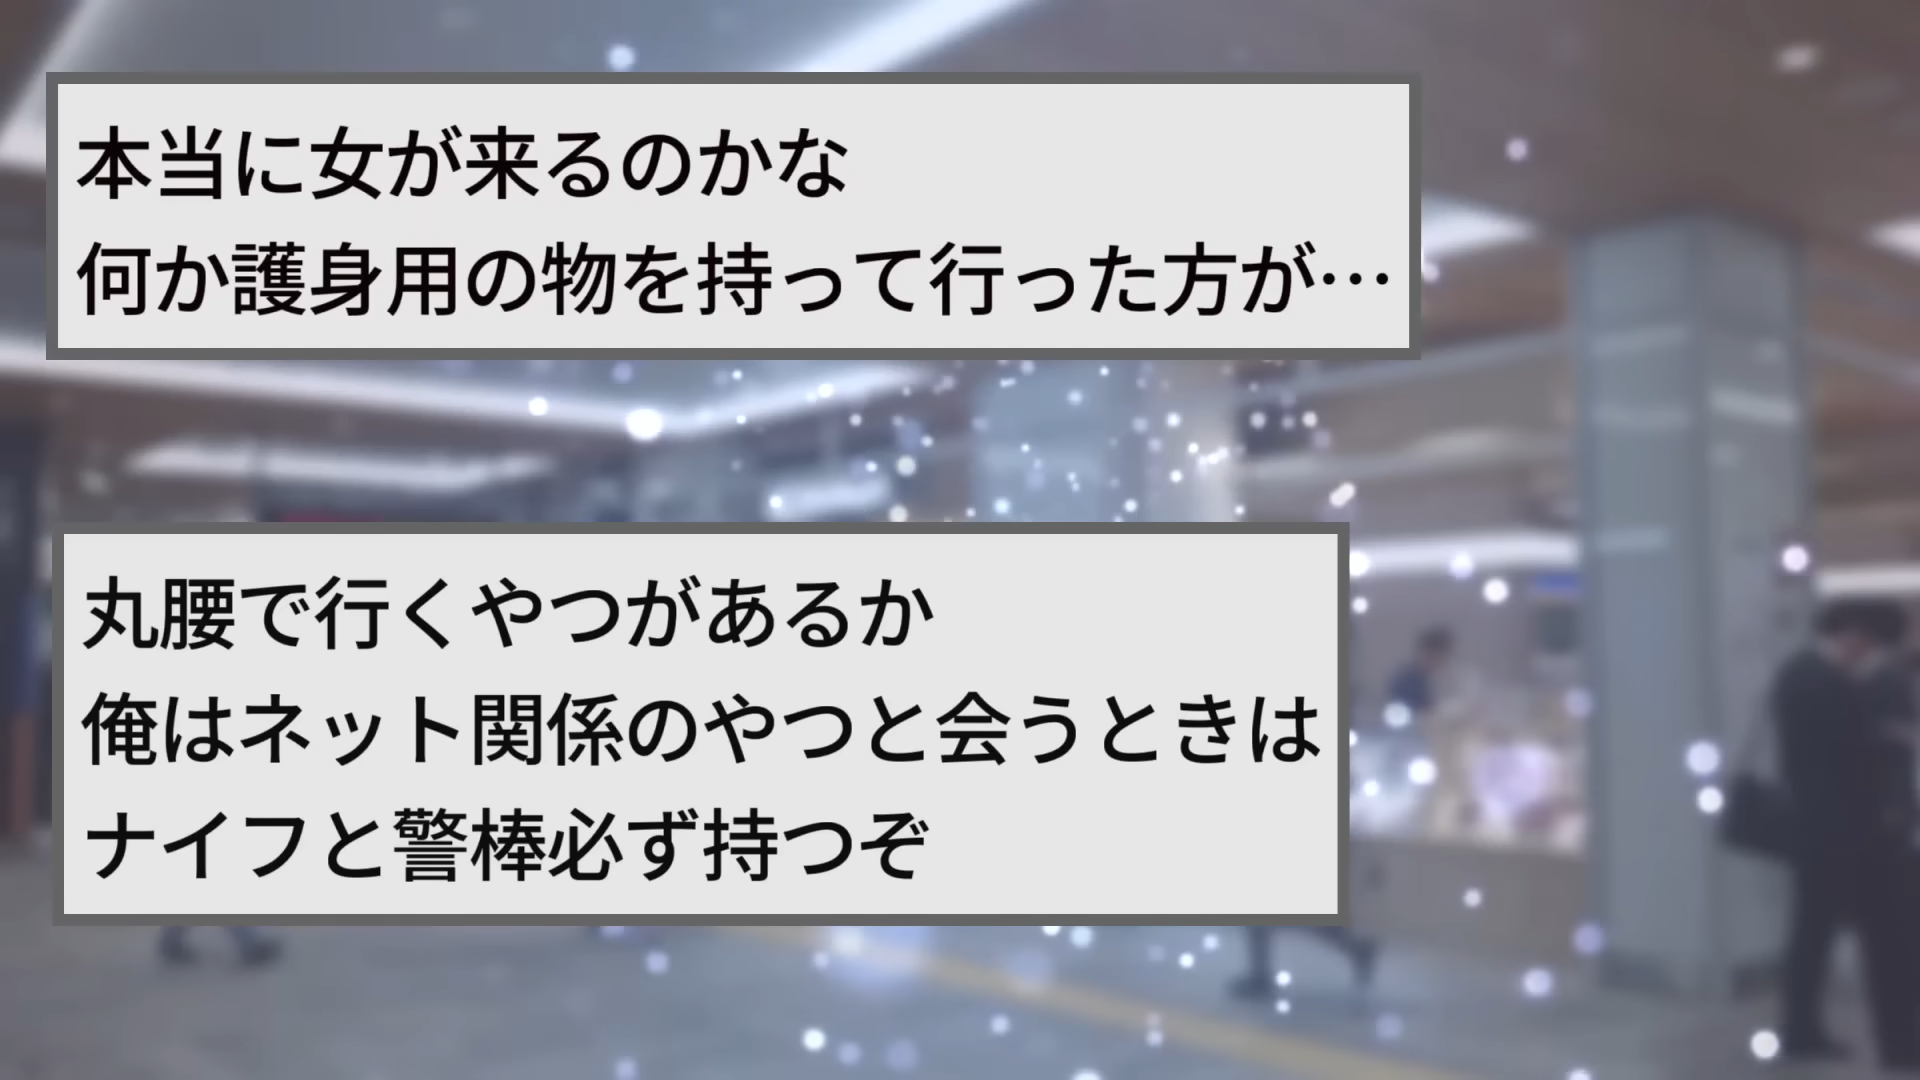 本当に女が来るのかな
何か護身用の物を持って行った方が…
丸腰で行くやつがあるか
俺はネット関係のやつと会うときは
ナイフと警棒必ず持つぞ